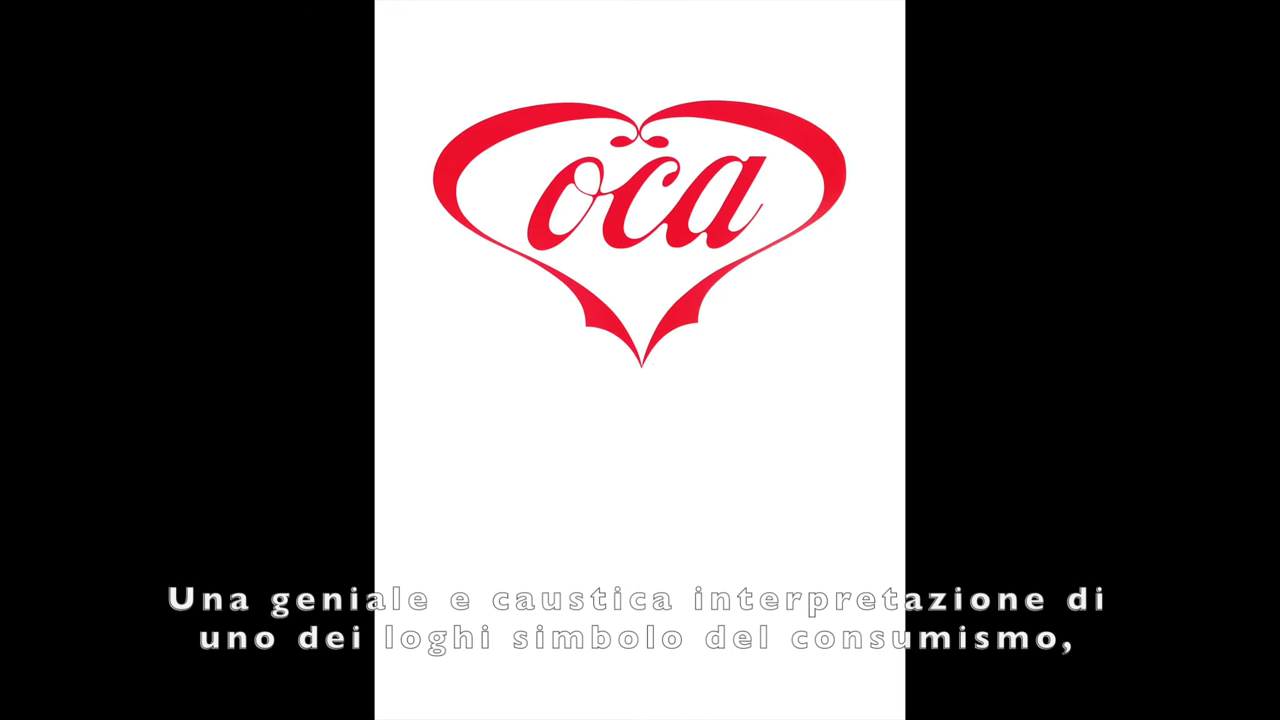 oca
Una geniale e caustica interpretazione di
uno dei loghi simbolo del consumismo,